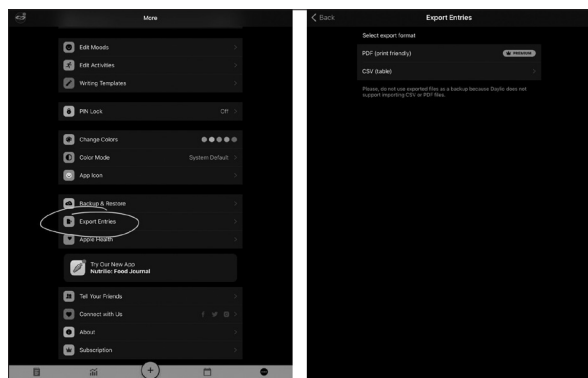 More
Edit Moods
Edit Activities
Writing Templates
PIN Lock
Off
Change Colors
Color Mode
System Default
App Icon
Backup & Restore
Export Entries
Apple Health
Try Our New App
Nutrilio: Food Journal
Tell Your Friends
Connect with Us
About
Subscription
Back
Export Entries
Select export format
PDF (print friendly)
PREMIUM
CSV (table)
Please, do not use exported files as a backup because Daylio does not
support importing CSV or PDF files.